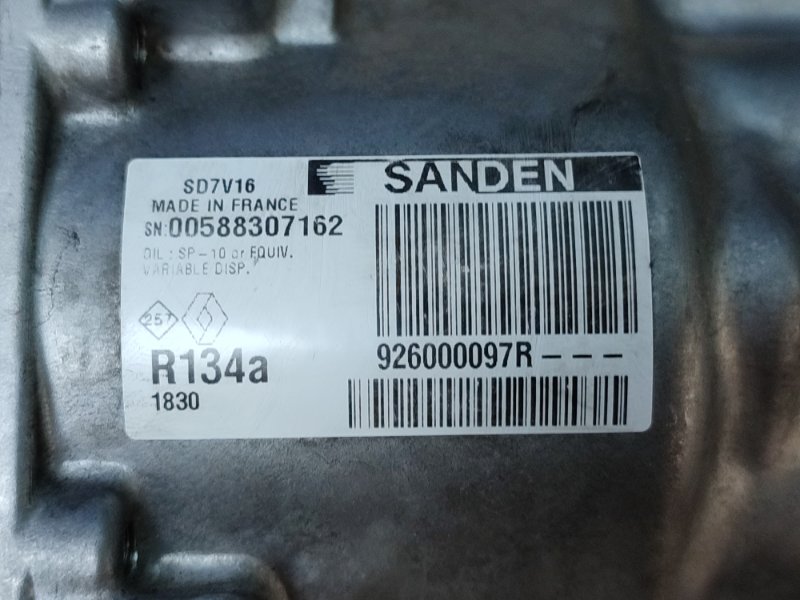 SD7V16
SANDEN
MADE IN FRANCE
SN:00588307162
OIL : SP-10 or EQUIV.
VARIABLE DISP.
257
R134a
926000097R---
1830